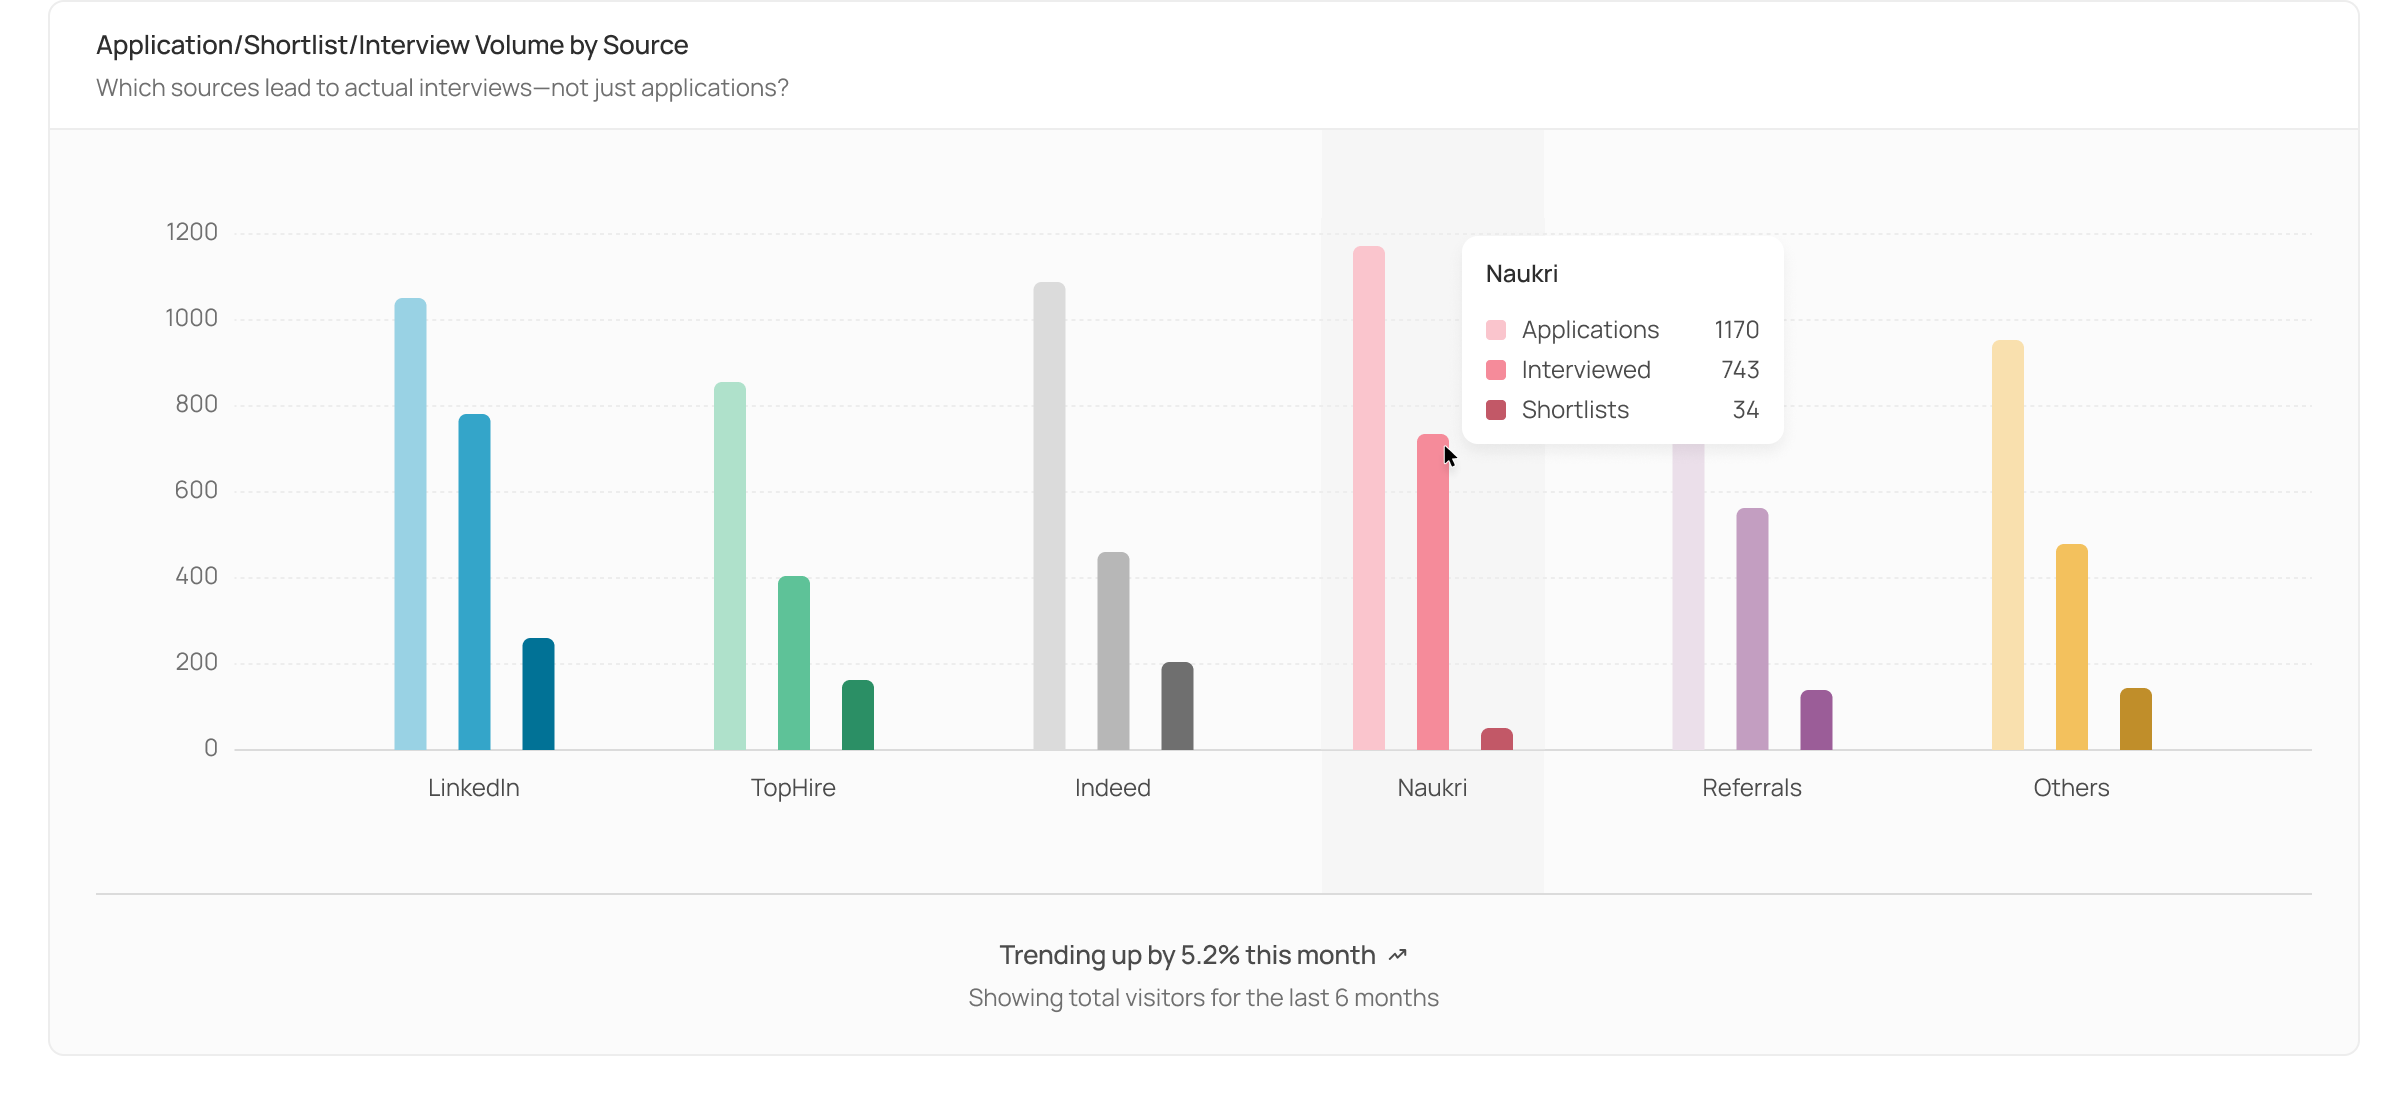 Application/Shortlist/Interview Volume by Source
Which sources lead to actual interviews—not just applications?
1200
1000
800
600
400
200
0
Naukri
Applications 1170
Interviewed 743
Shortlists 34
LinkedIn TopHire Indeed Naukri Referrals Others
Trending up by 5.2% this month
Showing total visitors for the last 6 months